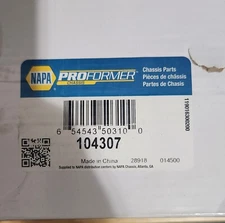 NAPA PROFORMER
CHASSIS
Chassis Parts
Pièces de châssis
Partes de Chasis
6 54543 50310 0
104307
Made in China 28918 014500
Supplied to NAPA distribution centers by NAPA Chassis, Atlanta, GA